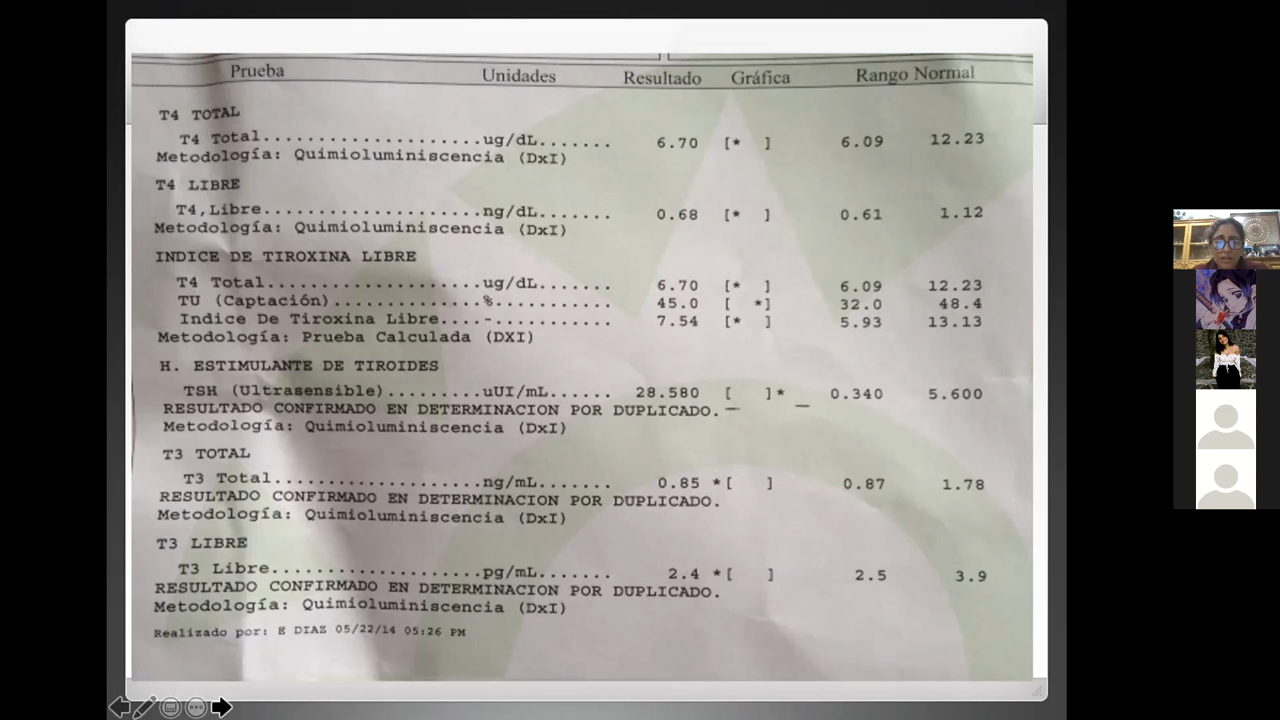 Prueba Unidades Resultado Gráfica Rango Normal
T4 TOTAL
T4 Total....................ug/dL....... 6.70 [* ] 6.09 12.23
Metodología: Quimioluminiscencia (DxI)
T4 LIBRE
T4,Libre....................ng/dL....... 0.68 [* ] 0.61 1.12
Metodología: Quimioluminiscencia (DxI)
INDICE DE TIROXINA LIBRE
T4 Total....................ug/dL....... 6.70 [* ] 6.09 12.23
TU (Captación)..............%........... 45.0 [ *] 32.0 48.4
Indice De Tiroxina Libre....-........... 7.54 [* ] 5.93 13.13
Metodología: Prueba Calculada (DXI)
H. ESTIMULANTE DE TIROIDES
TSH (Ultrasensible).........uUI/mL...... 28.580 [ ]* 0.340 5.600
RESULTADO CONFIRMADO EN DETERMINACION POR DUPLICADO.
Metodología: Quimioluminiscencia (DxI)
T3 TOTAL
T3 Total....................ng/mL....... 0.85 *[ ] 0.87 1.78
RESULTADO CONFIRMADO EN DETERMINACION POR DUPLICADO.
Metodología: Quimioluminiscencia (DxI)
T3 LIBRE
T3 Libre....................pg/mL....... 2.4 *[ ] 2.5 3.9
RESULTADO CONFIRMADO EN DETERMINACION POR DUPLICADO.
Metodología: Quimioluminiscencia (DxI)
Realizado por: E DIAZ 05/22/14 05:26 PM